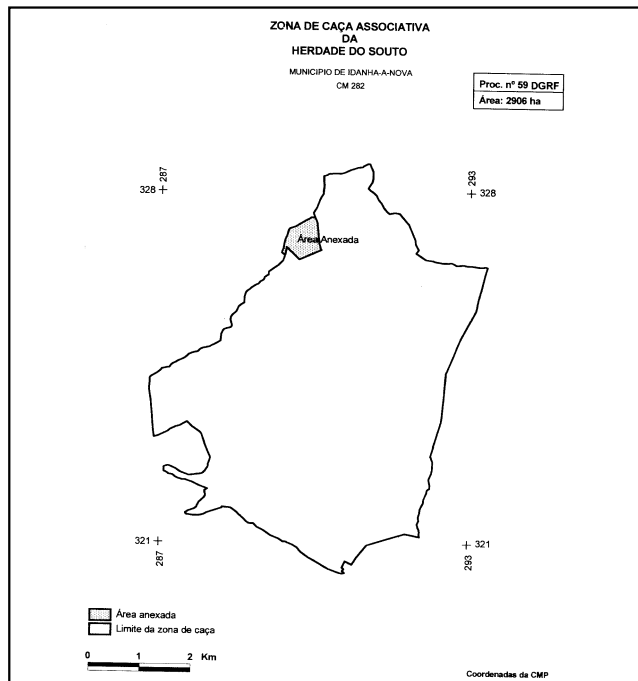 ZONA DE CAÇA ASSOCIATIVA
DA
HERDADE DO SOUTO
MUNICIPIO DE IDANHA-A-NOVA
CM 282
Proc. nº 59 DGRF
Área: 2906 ha
287
328
293
328
Área Anexada
321
287
321
293
Área anexada
Limite da zona de caça
0 1 2 Km
Coordenadas da CMP